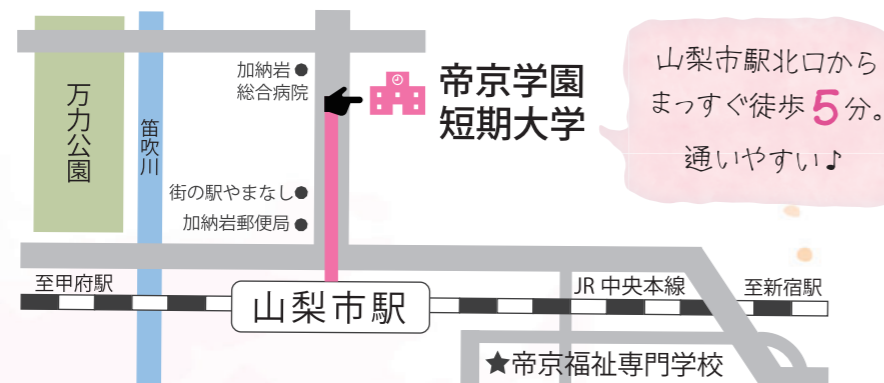 加納岩●
総合病院
帝京学園
短期大学
山梨市駅北口から
まっすぐ徒歩5分。
通いやすい♪
万力公園
笛吹川
街の駅やまなし●
加納岩郵便局●
至甲府駅
山梨市駅
JR 中央本線
至新宿駅
★帝京福祉専門学校